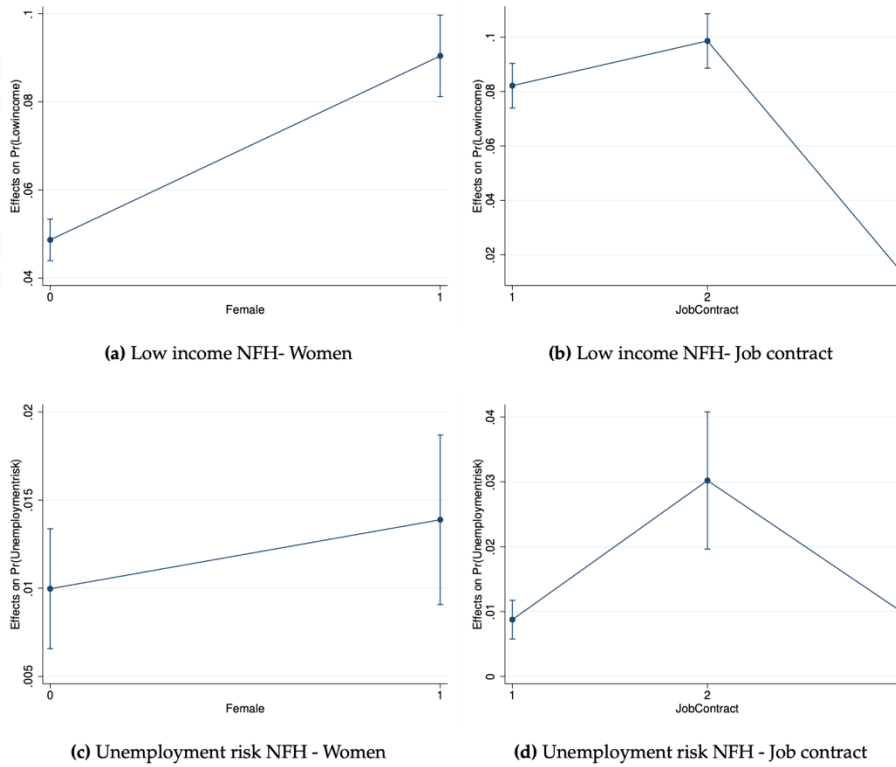 Effects on Pr(Lowincome)
.04 .06 .08 .1
0 1
Female
(a) Low income NFH- Women
Effects on Pr(Lowincome)
.02 .04 .06 .08 .1
1 2
JobContract
(b) Low income NFH- Job contract
Effects on Pr(Unemploymentrisk)
.005 .01 .015 .02
0 1
Female
(c) Unemployment risk NFH - Women
Effects on Pr(Unemploymentrisk)
0 .01 .02 .03 .04
1 2
JobContract
(d) Unemployment risk NFH - Job contract